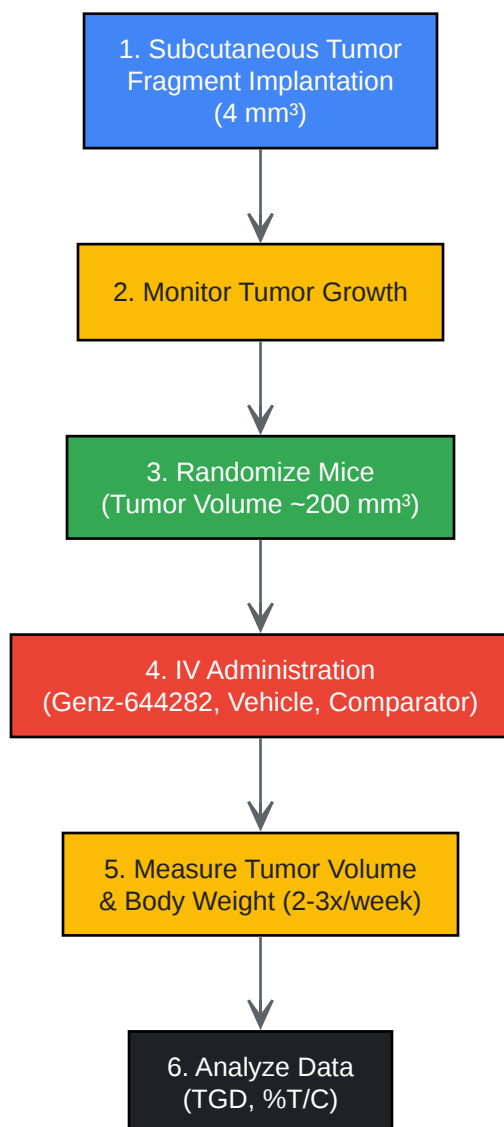 1. Subcutaneous Tumor
Fragment Implantation
(4 mm³)
2. Monitor Tumor Growth
3. Randomize Mice
(Tumor Volume ~200 mm³)
4. IV Administration
(Genz-644282, Vehicle, Comparator)
5. Measure Tumor Volume
& Body Weight (2-3x/week)
6. Analyze Data
(TGD, %T/C)